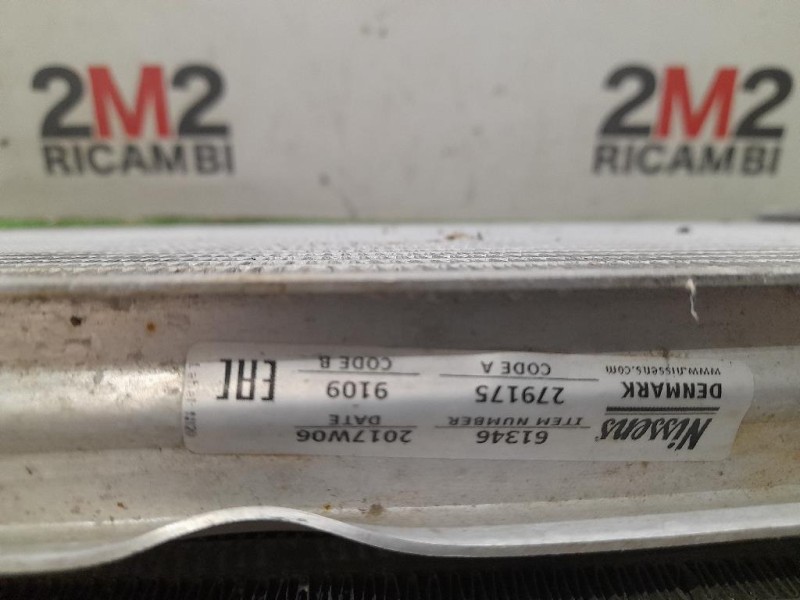 2M2
RICAMBI
2M2
RICAMBI
Nissens
DENMARK
www.nissens.com
ITEM NUMBER
61346
CODE A
279175
DATE
2017W06
CODE B
9109
EAC